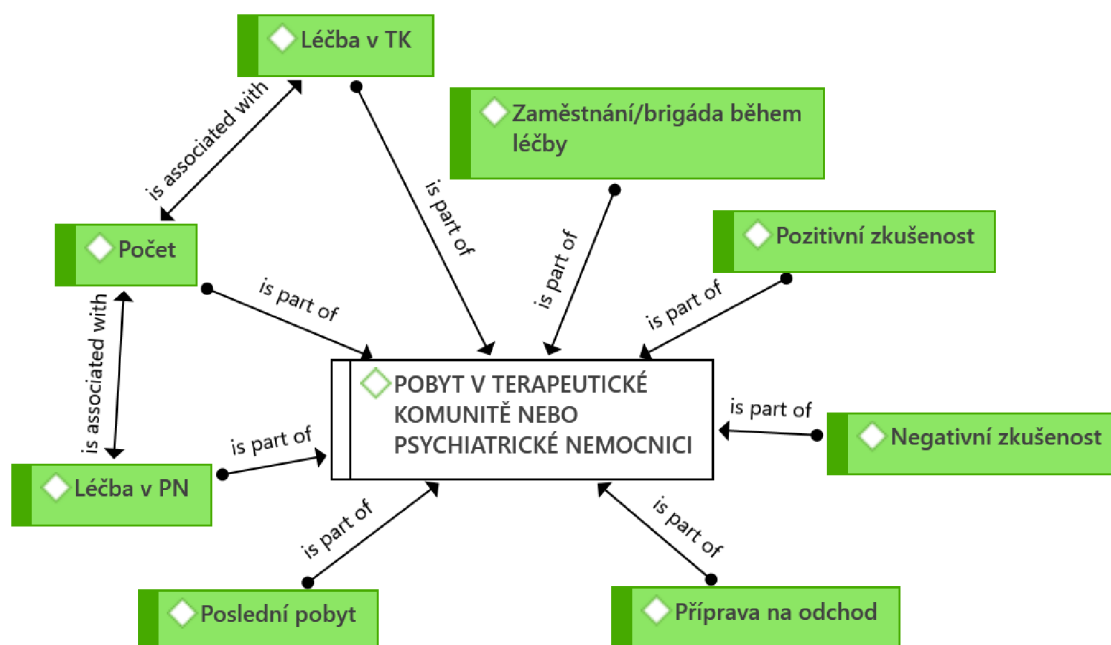 Léčba v TK
is associated with
Zaměstnání/brigáda během
léčby
is part of
Počet
Pozitivní zkušenost
is part of
is part of
is part of
is associated with
POBYT V TERAPEUTICKÉ
KOMUNITĚ NEBO
PSYCHIATRICKÉ NEMOCNICI
is part of
Negativní zkušenost
is part of
Léčba v PN
is part of
is part of
Poslední pobyt
Příprava na odchod